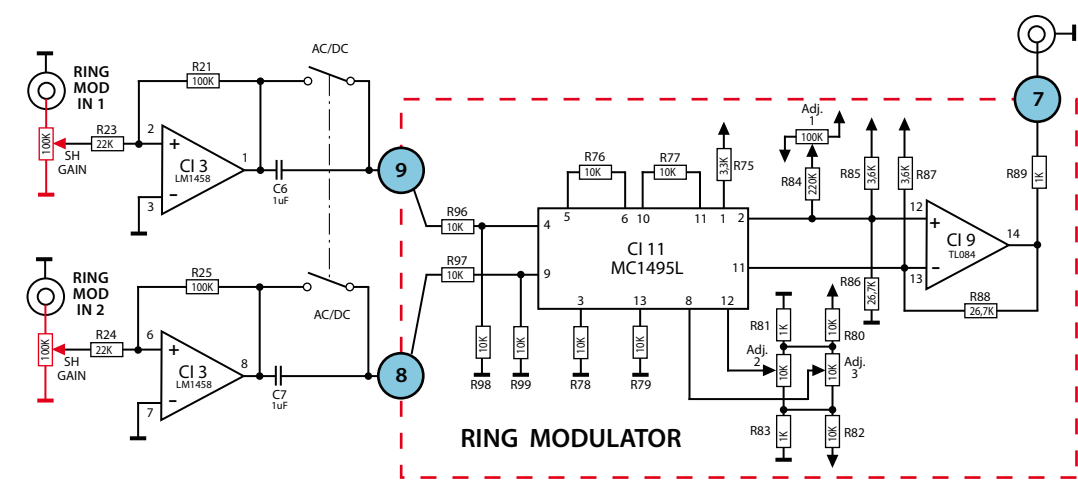 RING
MOD
IN 1
100K
SH
GAIN
R23
22K
R21
100K
2
3
1
CI 3
LM1458
C6
1uF
AC/DC
9
RING
MOD
IN 2
100K
SH
GAIN
R24
22K
R25
100K
6
7
8
CI 3
LM1458
C7
1uF
AC/DC
8
R96
10K
R97
10K
10K
R98
10K
R99
R76
10K
R77
10K
3,3K
R75
5
6
10
11
1
2
4
9
11
3
13
8
12
CI 11
MC1495L
10K
R78
10K
R79
Adj.
1
100K
R84
220K
R85
3,6K
3,6K
R87
R86
26,7K
12
13
14
+
−
CI 9
TL084
R88
26,7K
R89
1K
7
R81
1K
10K
R80
Adj.
2
10K
10K
Adj.
3
R83
1K
10K
R82
RING MODULATOR